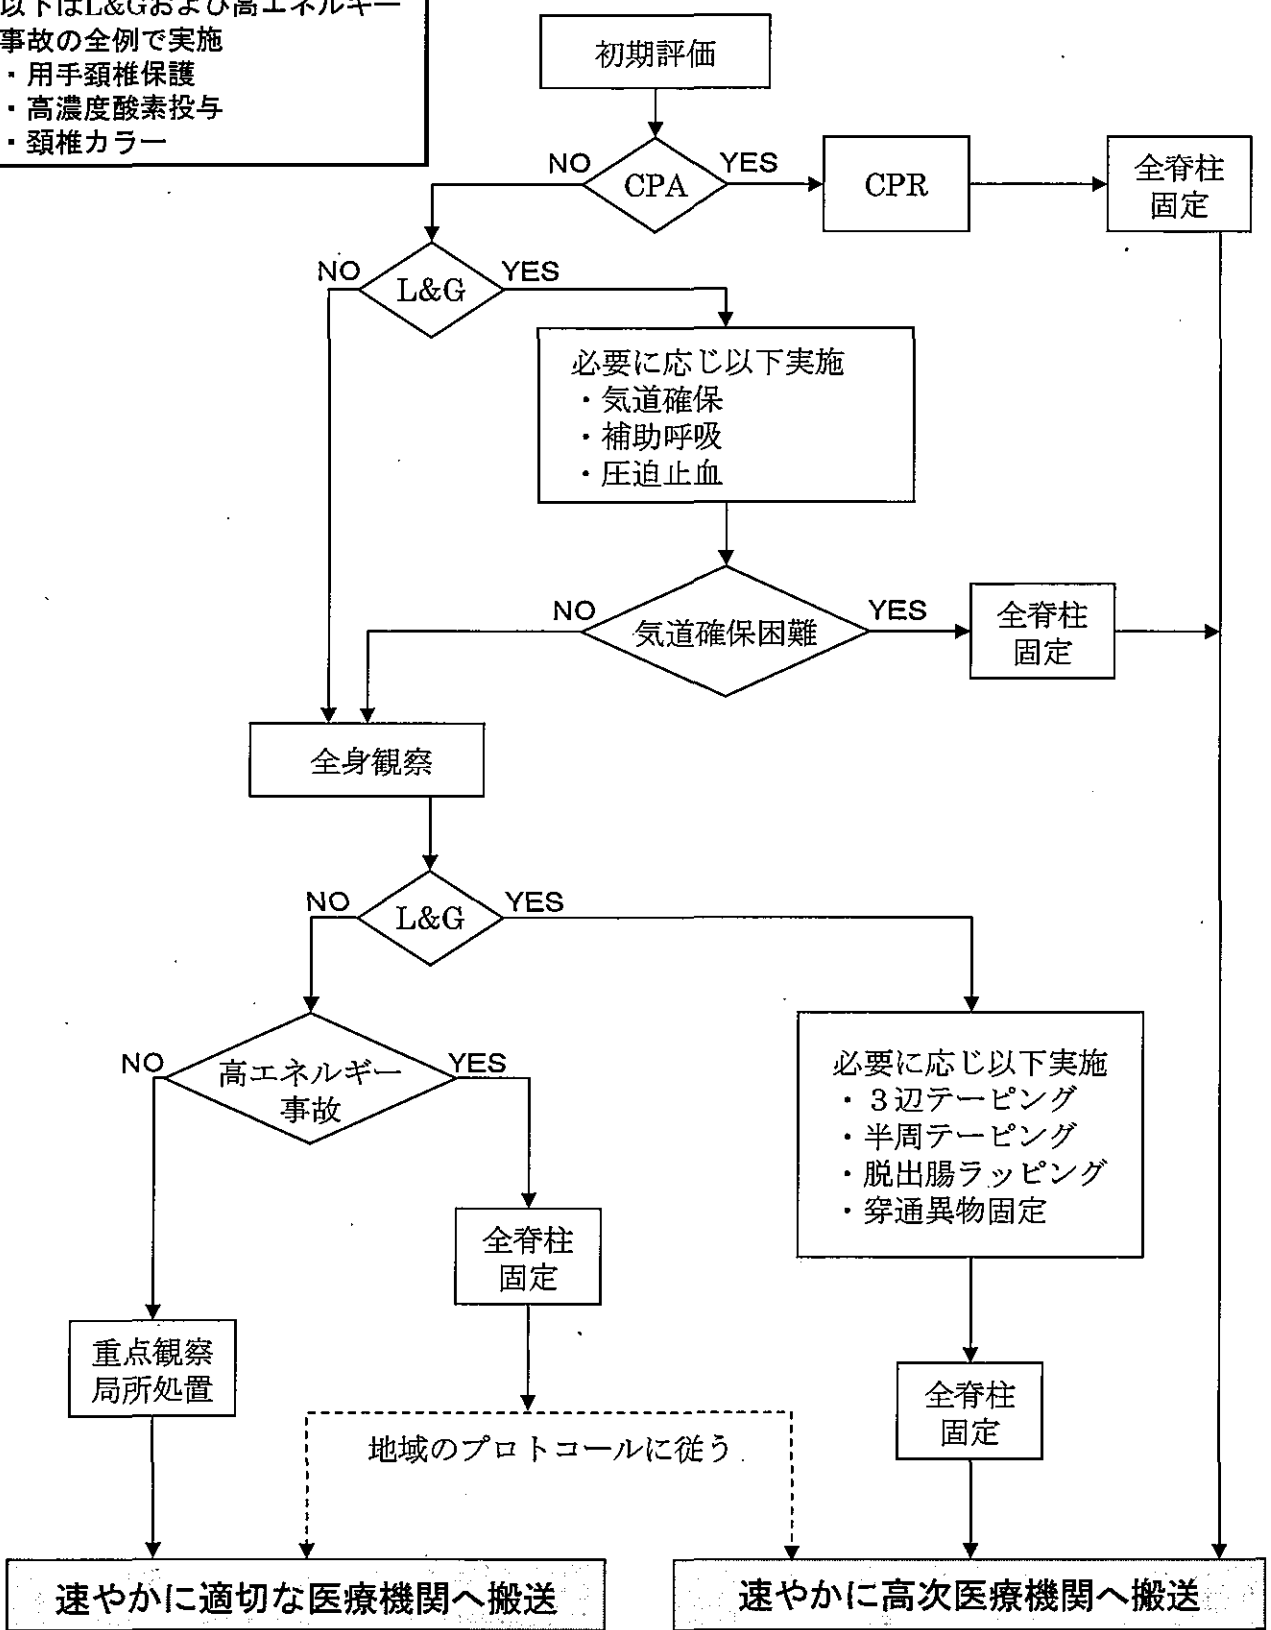 以下はL&Gおよび高エネルギー
事故の全例で実施
・用手頚椎保護
・高濃度酸素投与
・頚椎カラー
初期評価
NO
CPA
YES
CPR
全脊柱
固定
NO
L&G
YES
必要に応じ以下実施
・気道確保
・補助呼吸
・圧迫止血
NO
気道確保困難
YES
全脊柱
固定
全身観察
NO
L&G
YES
NO
高エネルギー
事故
YES
必要に応じ以下実施
・3辺テーピング
・半周テーピング
・脱出腸ラッピング
・穿通異物固定
全脊柱
固定
重点観察
局所処置
全脊柱
固定
地域のプロトコールに従う
速やかに適切な医療機関へ搬送
速やかに高次医療機関へ搬送